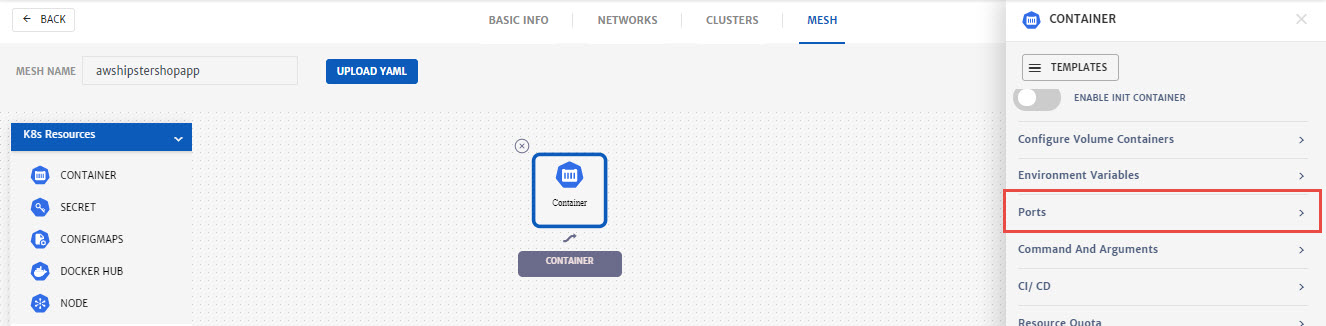 BACK
BASIC INFO
NETWORKS
CLUSTERS
MESH
MESH NAME
awshipstershopapp
UPLOAD YAML
K8s Resources
CONTAINER
SECRET
CONFIGMAPS
DOCKER HUB
NODE
Container
CONTAINER
CONTAINER
TEMPLATES
ENABLE INIT CONTAINER
Configure Volume Containers
Environment Variables
Ports
Command And Arguments
CI/ CD
Resource Quota